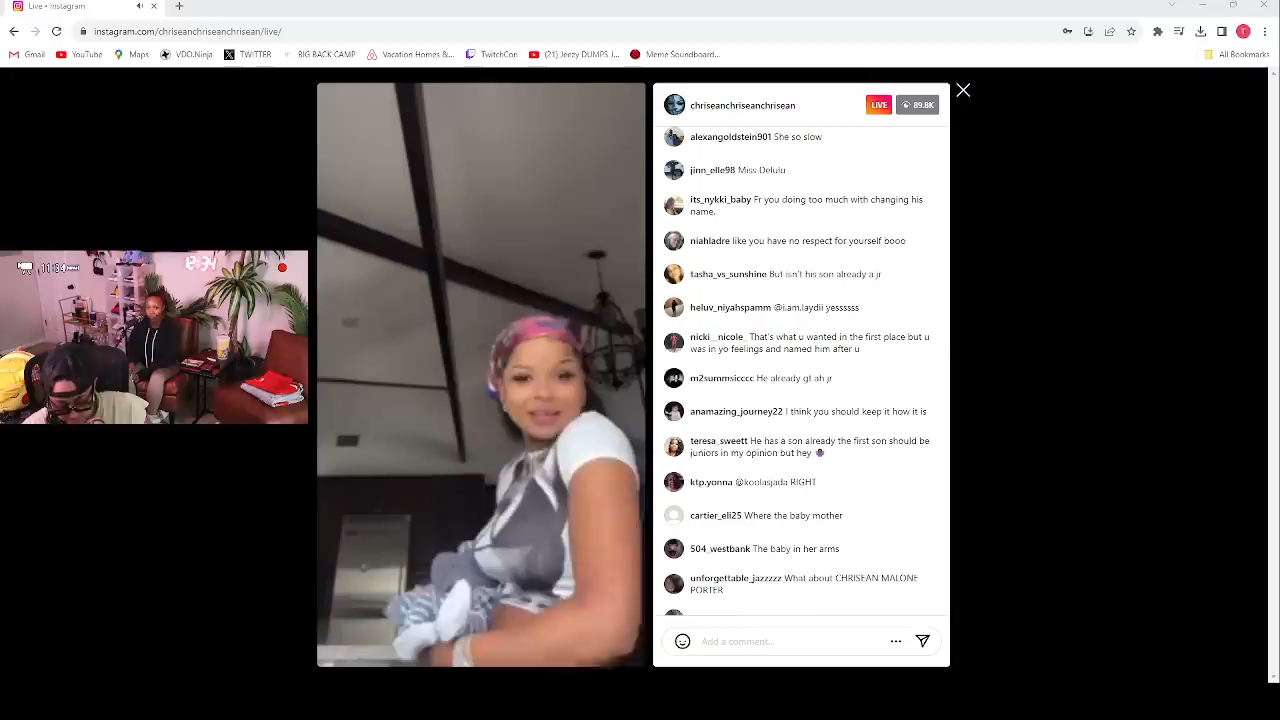 Live • Instagram
instagram.com/chriseanchriseanchrisean/live/
Gmail
YouTube
Maps
VDO.Ninja
TWITTER
BIG BACK CAMP
Vacation Homes &...
TwitchCon
(21) Jeezy DUMPS J...
Meme Soundboard...
All Bookmarks
chriseanchriseanchrisean
LIVE
89.8K
alexangoldstein901 She so slow
jinn_elle98 Miss Delulu
its_nykki_baby Fr you doing too much with changing his
name.
niahladre like you have no respect for yourself booo
tasha_vs_sunshine But isn't his son already a jr
heluv_niyahspamm @i.am.laydii yessssss
nicki__nicole_ That's what u wanted in the first place but u
was in yo feelings and named him after u
m2summsicccc He already gt ah jr
anamazing_journey22 I think you should keep it how it is
teresa_sweett He has a son already the first son should be
juniors in my opinion but hey
ktp.yonna @koolasjada RIGHT
cartier_eli25 Where the baby mother
504_westbank The baby in her arms
unforgettable_jazzzzz What about CHRISEAN MALONE
PORTER
Add a comment...